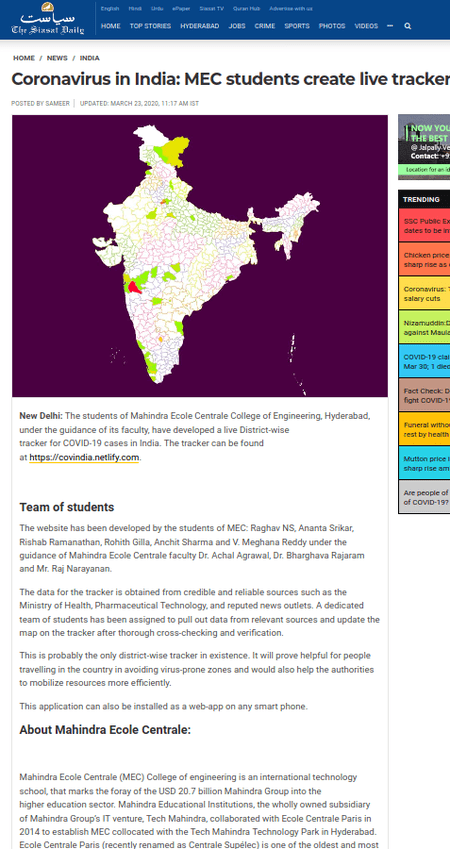 سیاست
The Siasat Daily
English Hindi Urdu ePaper Siasat TV Quran Hub Advertise with us
HOME TOP STORIES HYDERABAD JOBS CRIME SPORTS PHOTOS VIDEOS
HOME / NEWS / INDIA
Coronavirus in India: MEC students create live tracker
POSTED BY SAMEER | UPDATED: MARCH 23, 2020, 11:17 AM IST
NOW YOU
THE BEST
@ Jalpally.
Contact: +9
Location for an id
TRENDING
SSC Public Ex
dates to be in
Chicken price
sharp rise as
Coronavirus:
salary cuts
Nizamuddin:
against Maula
COVID-19 clai
Mar 30; 1 died
Fact Check: D
fight COVID-1
Funeral withou
rest by health
Mutton price
sharp rise am
Are people of
of COVID-19?
New Delhi: The students of Mahindra Ecole Centrale College of Engineering, Hyderabad,
under the guidance of faculty, have developed a live District-wise
tracker for COVID-19 cases in India. The tracker can be found
at https://covindia.netlify.com.
Team of students
The website has been developed by the students of MEC: Raghav NS, Ananta Srikar,
Rishab Ramanathan, Rohith Gilla, Anchit Sharma and V. Meghana Reddy under the
guidance of Mahindra Ecole Centrale faculty Dr. Achal Agrawal, Dr. Bharghava Rajaram
and Mr. Raj Narayanan.
The data for the tracker is obtained from credible and reliable sources such as the
Ministry of Health, Pharmaceutical Technology, and reputed news outlets. A dedicated
team of students has been assigned to pull out data from relevant sources and update the
map on the tracker after thorough cross-checking and verification.
This is probably the only district-wise tracker in existence. It will prove helpful for people
travelling in the country in avoiding virus-prone zones and would also help the authorities
to mobilize resources more efficiently.
This application can also be installed as a web-app on any smart phone.
About Mahindra Ecole Centrale:
Mahindra Ecole Centrale (MEC) College of engineering is an international technology
school, that marks the foray of the USD 20.7 billion Mahindra Group into the
higher education sector. Mahindra Educational Institutions, the wholly owned subsidiary
of Mahindra Group's IT venture, Tech Mahindra, collaborated with Ecole Centrale Paris in
2014 to establish MEC collocated with the Tech Mahindra Technology Park in Hyderabad.
Ecole Centrale Paris (recently renamed as Centrale Supélec) is one of the oldest and most